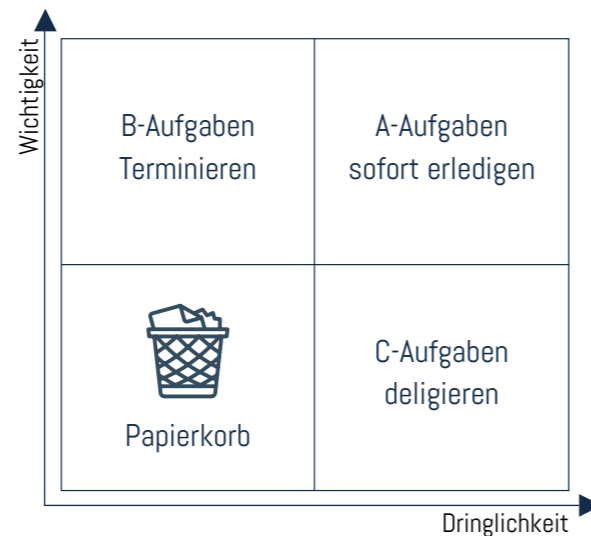 Wichtigkeit
B-Aufgaben
Terminieren
A-Aufgaben
sofort erledigen
Papierkorb
C-Aufgaben
deligieren
Dringlichkeit